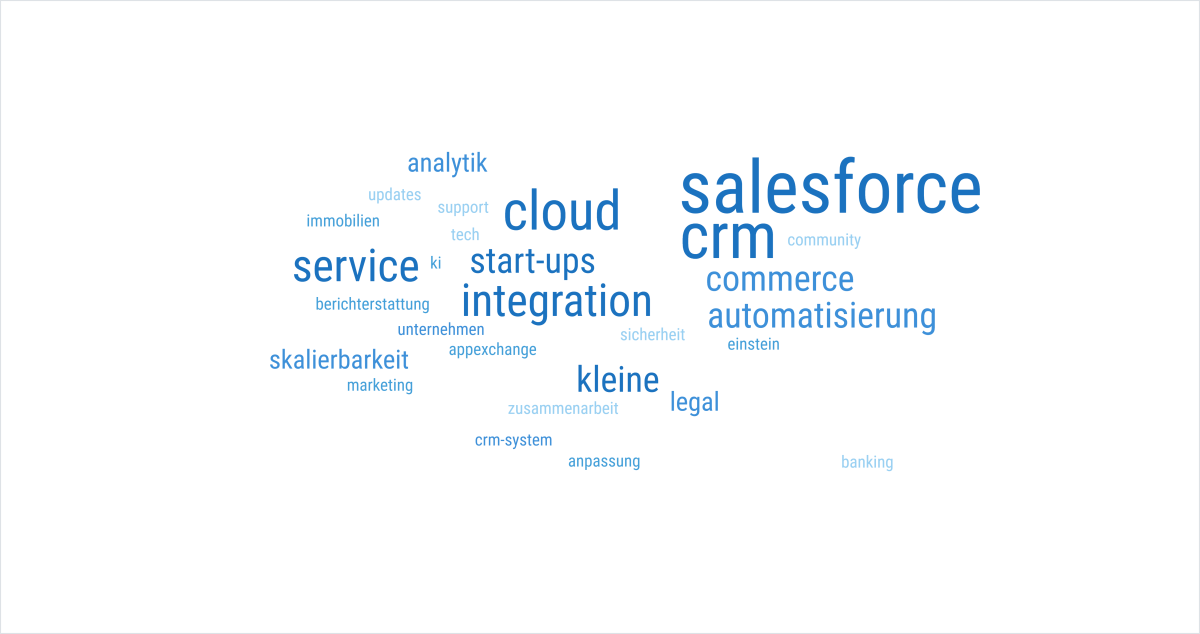 analytik
salesforce
updates
support
cloud
immobilien
tech
crm
community
service
ki
start-ups
commerce
integration
berichterstattung
automatisierung
unternehmen
sicherheit
einstein
appexchange
skalierbarkeit
marketing
kleine
legal
zusammenarbeit
crm-system
anpassung
banking